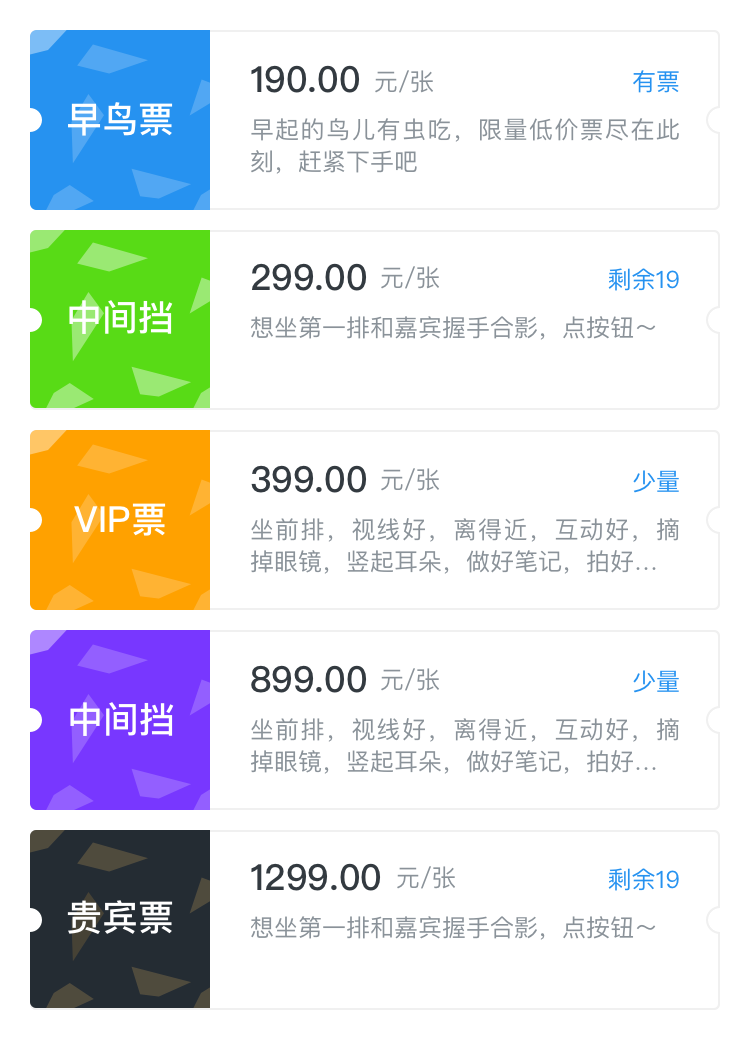 早鸟票
190.00 元/张 有票
早起的鸟儿有虫吃，限量低价票尽在此
刻，赶紧下手吧
中间挡
299.00 元/张 剩余19
想坐第一排和嘉宾握手合影，点按钮～
VIP票
399.00 元/张 少量
坐前排，视线好，离得近，互动好，摘
掉眼镜，竖起耳朵，做好笔记，拍好...
中间挡
899.00 元/张 少量
坐前排，视线好，离得近，互动好，摘
掉眼镜，竖起耳朵，做好笔记，拍好...
贵宾票
1299.00 元/张 剩余19
想坐第一排和嘉宾握手合影，点按钮～